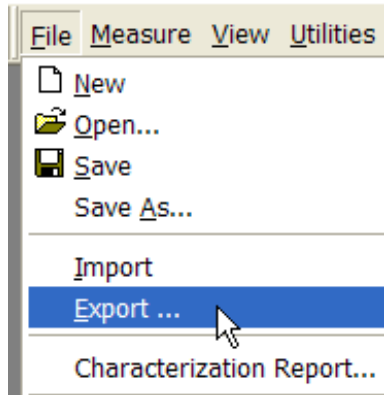 File Measure View Utilities
New
Open...
Save
Save As...
Import
Export ...
Characterization Report...